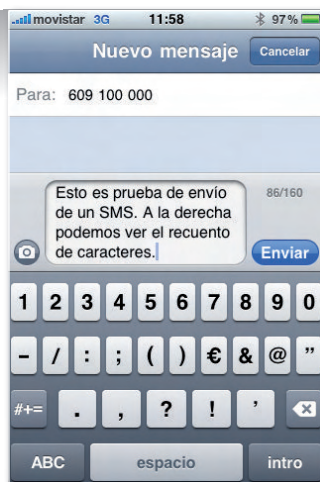 movistar 3G 11:58 97%
Nuevo mensaje Cancelar
Para: 609 100 000
Esto es prueba de envío 86/160
de un SMS. A la derecha
podemos ver el recuento
de caracteres. Enviar
1 2 3 4 5 6 7 8 9 0
- / : ; ( ) € & @ ”
#+= . , ? ! ’
ABC espacio intro